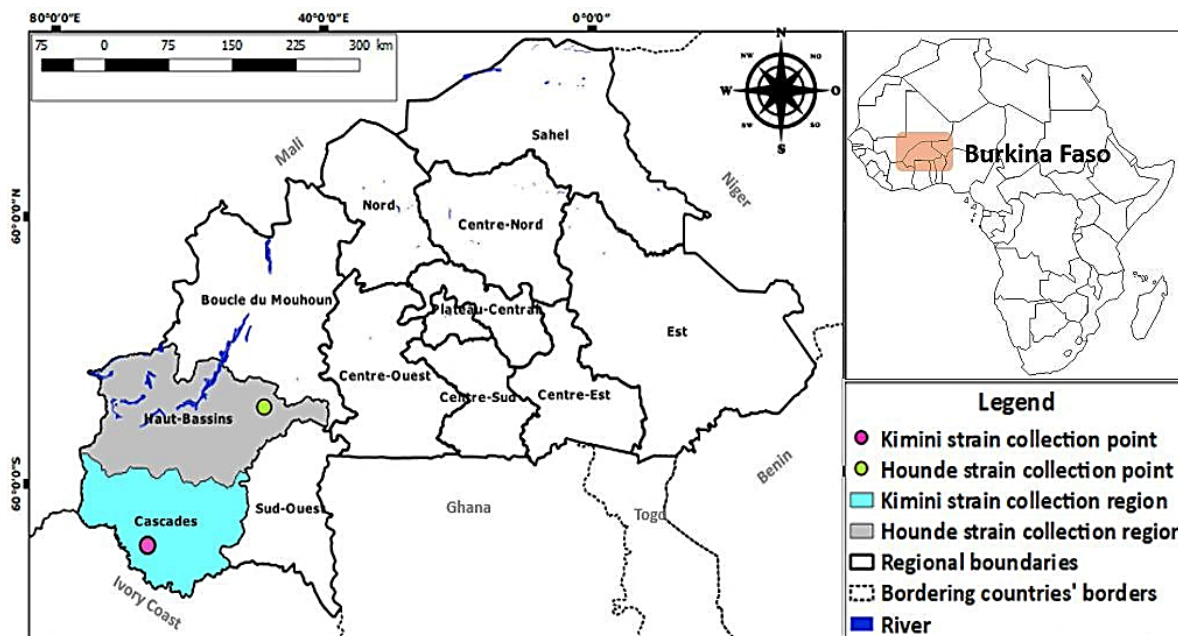 80°0'0"E
40°0'0"E
0°0'0"
75 0 75 150 225 300 km
N
NW
NO
W
O
SW
SO
S
Mali
Sahel
Niger
Nord
Centre-Nord
60°0'0"N
Boucle du Mouhoun
Plateau-Central
Est
Centre-Ouest
Centre-Sud
Centre-Est
Haut-Bassins
Benin
60°0'0"S
Cascades
Sud-Oues
Ghana
Togo
Ivory Coast
Burkina Faso
Legend
Kimini strain collection point
Hounde strain collection point
Kimini strain collection region
Hounde strain collection region
Regional boundaries
Bordering countries' borders
River